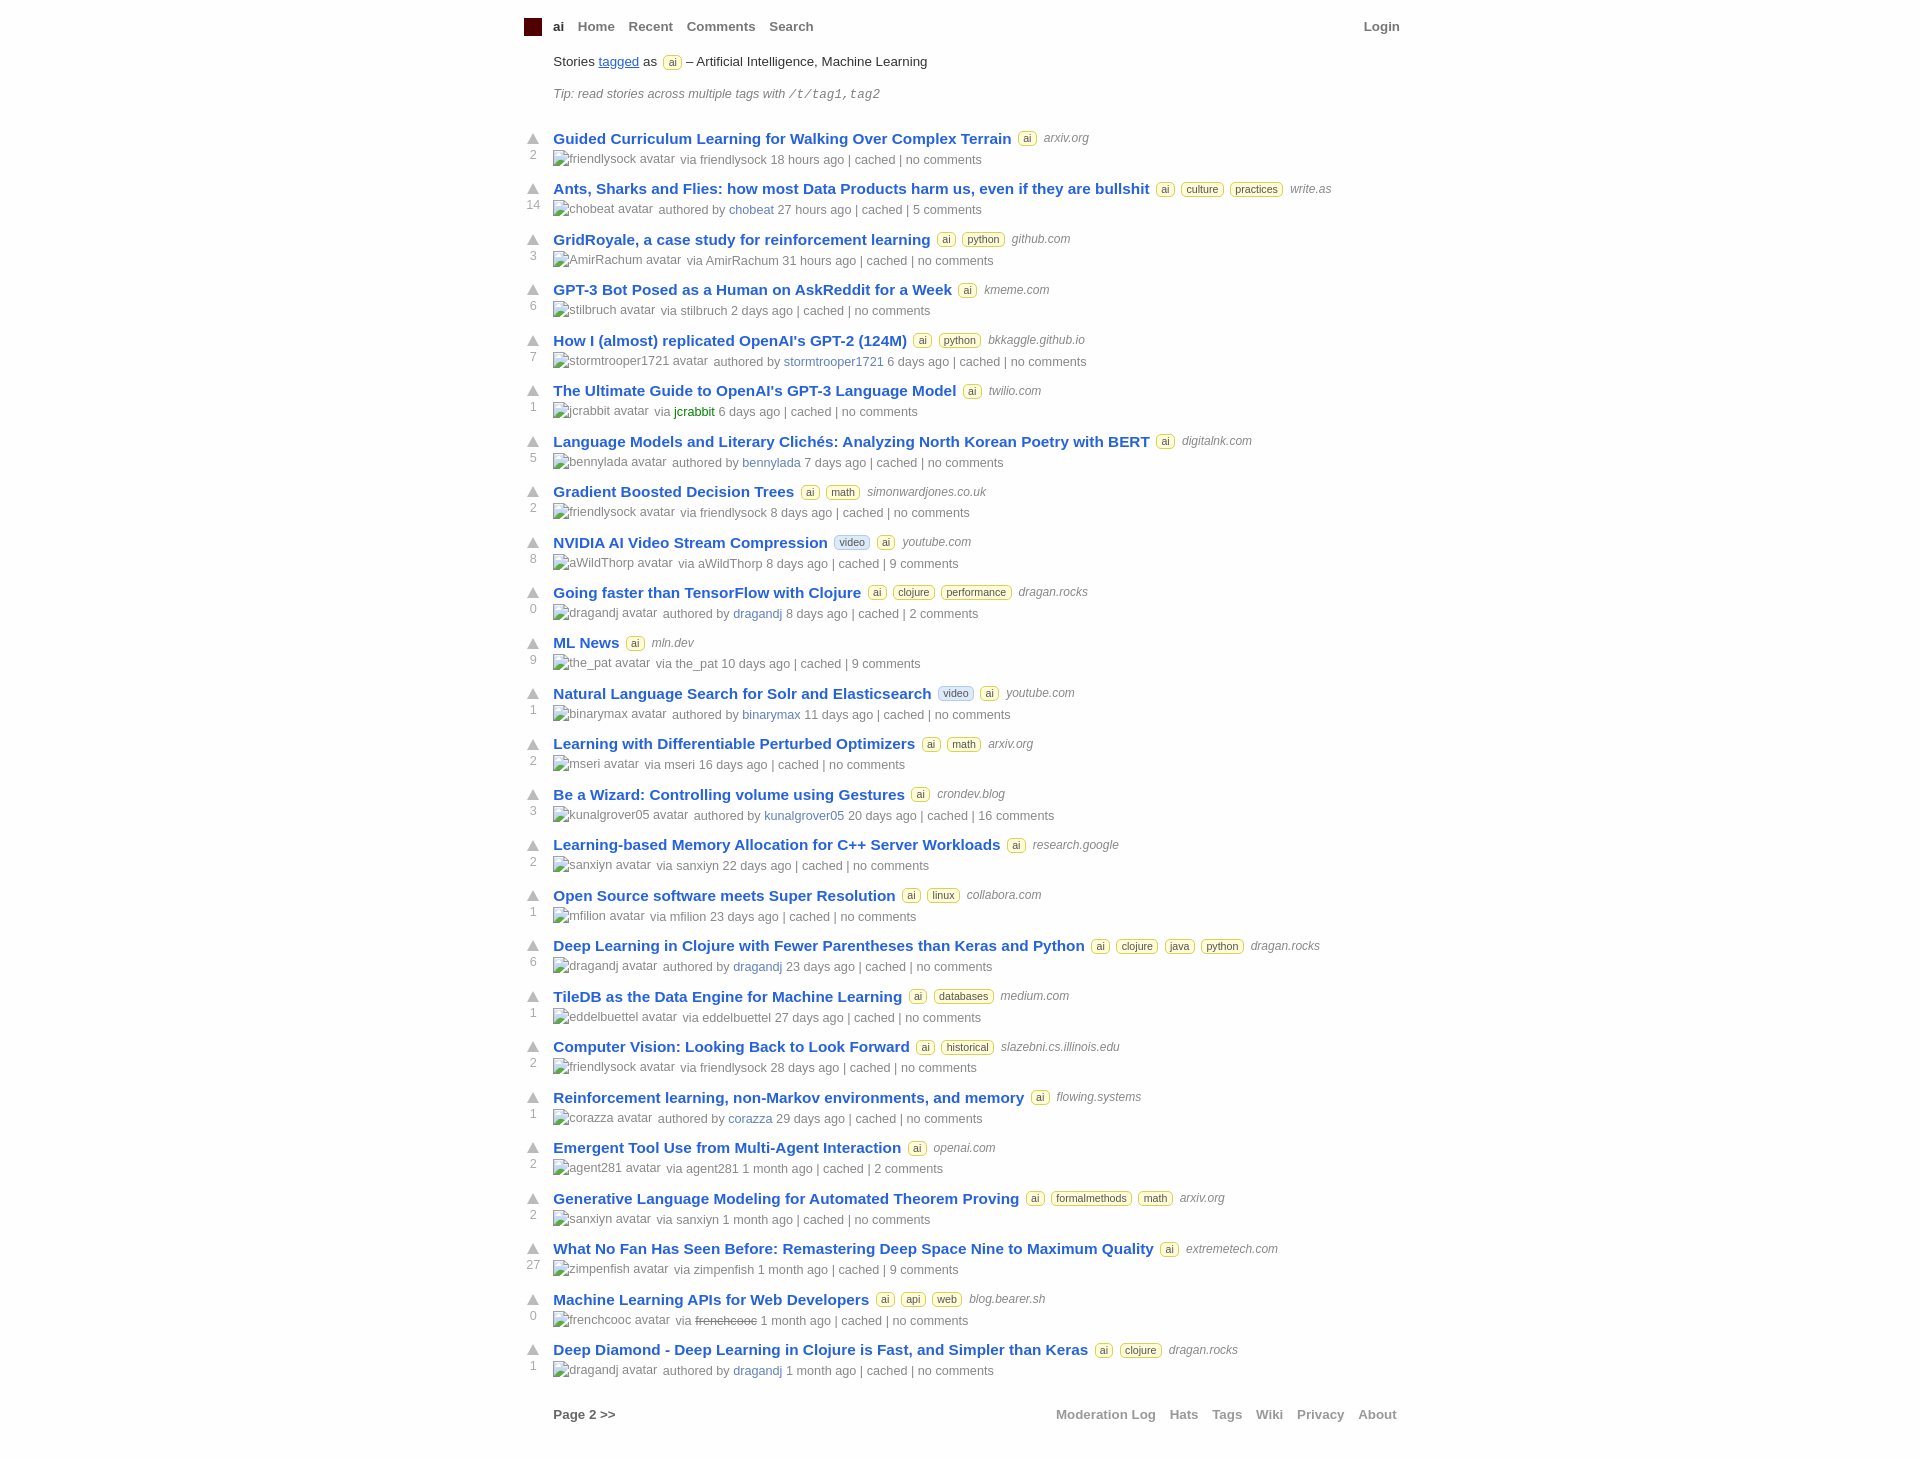 ai Home Recent Comments Search Login
Stories tagged as ai – Artificial Intelligence, Machine Learning
Tip: read stories across multiple tags with /t/tag1,tag2
Guided Curriculum Learning for Walking Over Complex Terrain ai arxiv.org
2 friendlysock avatar via friendlysock 18 hours ago | cached | no comments
Ants, Sharks and Flies: how most Data Products harm us, even if they are bullshit ai culture practices write.as
14 chobeat avatar authored by chobeat 27 hours ago | cached | 5 comments
GridRoyale, a case study for reinforcement learning ai python github.com
3 AmirRachum avatar via AmirRachum 31 hours ago | cached | no comments
GPT-3 Bot Posed as a Human on AskReddit for a Week ai kmeme.com
6 stilbruch avatar via stilbruch 2 days ago | cached | no comments
How I (almost) replicated OpenAI's GPT-2 (124M) ai python bkkaggle.github.io
7 stormtrooper1721 avatar authored by stormtrooper1721 6 days ago | cached | no comments
The Ultimate Guide to OpenAI's GPT-3 Language Model ai twilio.com
1 jcrabbit avatar via jcrabbit 6 days ago | cached | no comments
Language Models and Literary Clichés: Analyzing North Korean Poetry with BERT ai digitalnk.com
5 bennylada avatar authored by bennylada 7 days ago | cached | no comments
Gradient Boosted Decision Trees ai math simonwardjones.co.uk
2 friendlysock avatar via friendlysock 8 days ago | cached | no comments
NVIDIA AI Video Stream Compression video ai youtube.com
8 aWildThorp avatar via aWildThorp 8 days ago | cached | 9 comments
Going faster than TensorFlow with Clojure ai clojure performance dragan.rocks
0 dragandj avatar authored by dragandj 8 days ago | cached | 2 comments
ML News ai mln.dev
9 the_pat avatar via the_pat 10 days ago | cached | 9 comments
Natural Language Search for Solr and Elasticsearch video ai youtube.com
1 binarymax avatar authored by binarymax 11 days ago | cached | no comments
Learning with Differentiable Perturbed Optimizers ai math arxiv.org
2 mseri avatar via mseri 16 days ago | cached | no comments
Be a Wizard: Controlling volume using Gestures ai crondev.blog
3 kunalgrover05 avatar authored by kunalgrover05 20 days ago | cached | 16 comments
Learning-based Memory Allocation for C++ Server Workloads ai research.google
2 sanxiyn avatar via sanxiyn 22 days ago | cached | no comments
Open Source software meets Super Resolution ai linux collabora.com
1 mfilion avatar via mfilion 23 days ago | cached | no comments
Deep Learning in Clojure with Fewer Parentheses than Keras and Python ai clojure java python dragan.rocks
6 dragandj avatar authored by dragandj 23 days ago | cached | no comments
TileDB as the Data Engine for Machine Learning ai databases medium.com
1 eddelbuettel avatar via eddelbuettel 27 days ago | cached | no comments
Computer Vision: Looking Back to Look Forward ai historical slazebni.cs.illinois.edu
2 friendlysock avatar via friendlysock 28 days ago | cached | no comments
Reinforcement learning, non-Markov environments, and memory ai flowing.systems
1 corazza avatar authored by corazza 29 days ago | cached | no comments
Emergent Tool Use from Multi-Agent Interaction ai openai.com
2 agent281 avatar via agent281 1 month ago | cached | 2 comments
Generative Language Modeling for Automated Theorem Proving ai formalmethods math arxiv.org
2 sanxiyn avatar via sanxiyn 1 month ago | cached | no comments
What No Fan Has Seen Before: Remastering Deep Space Nine to Maximum Quality ai extremetech.com
27 zimpenfish avatar via zimpenfish 1 month ago | cached | 9 comments
Machine Learning APIs for Web Developers ai api web blog.bearer.sh
0 frenchcooc avatar via frenchcooc 1 month ago | cached | no comments
Deep Diamond - Deep Learning in Clojure is Fast, and Simpler than Keras ai clojure dragan.rocks
1 dragandj avatar authored by dragandj 1 month ago | cached | no comments
Page 2 >> Moderation Log Hats Tags Wiki Privacy About